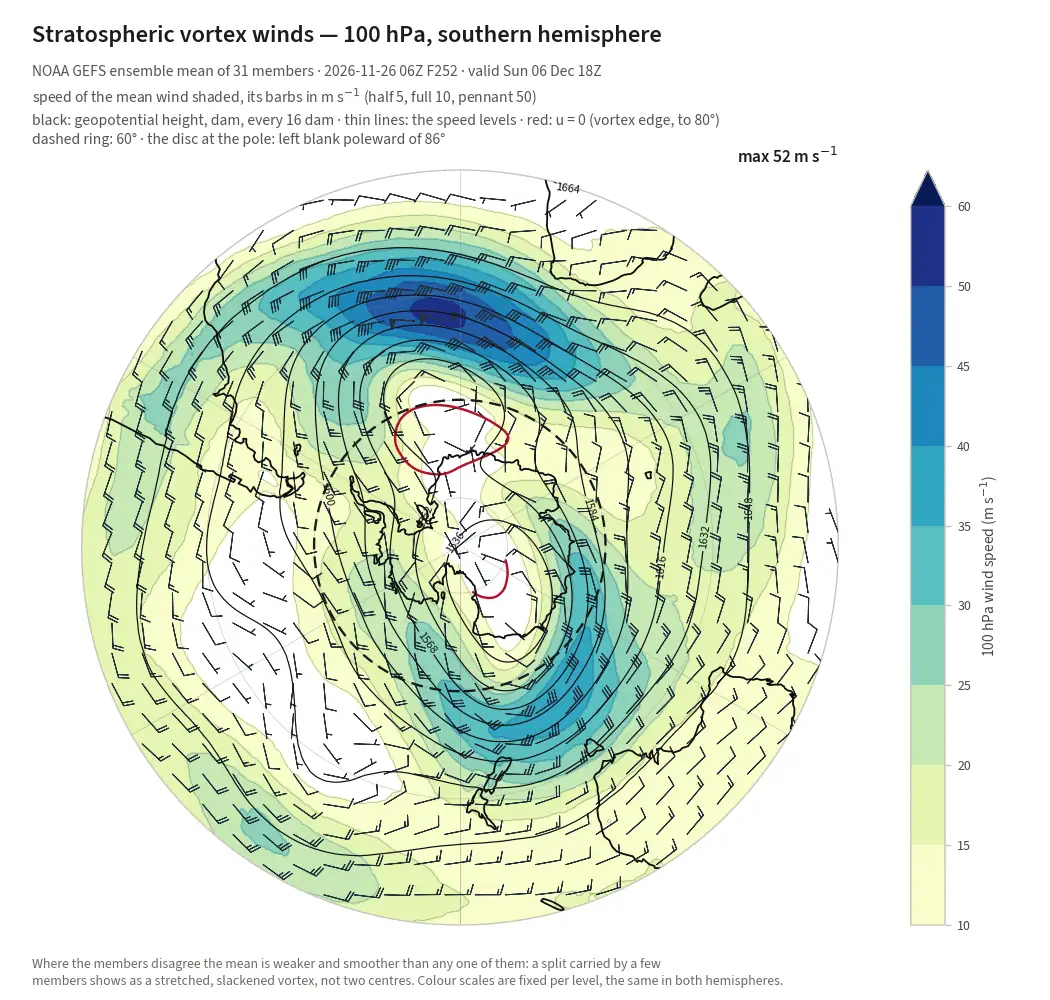 Stratospheric vortex winds — 100 hPa, southern hemisphere
NOAA GEFS ensemble mean of 31 members · 2026-11-26 06Z F252 · valid Sun 06 Dec 18Z
speed of the mean wind shaded, its barbs in m s⁻¹ (half 5, full 10, pennant 50)
black: geopotential height, dam, every 16 dam · thin lines: the speed levels · red: u = 0 (vortex edge, to 80°)
dashed ring: 60° · the disc at the pole: left blank poleward of 86°
max 52 m s⁻¹
1664
60
50
45
40
35
30
25
20
15
10
100 hPa wind speed (m s⁻¹)
1600
1584
1648
1632
1616
1536
1568
Where the members disagree the mean is weaker and smoother than any one of them: a split carried by a few
members shows as a stretched, slackened vortex, not two centres. Colour scales are fixed per level, the same in both hemispheres.